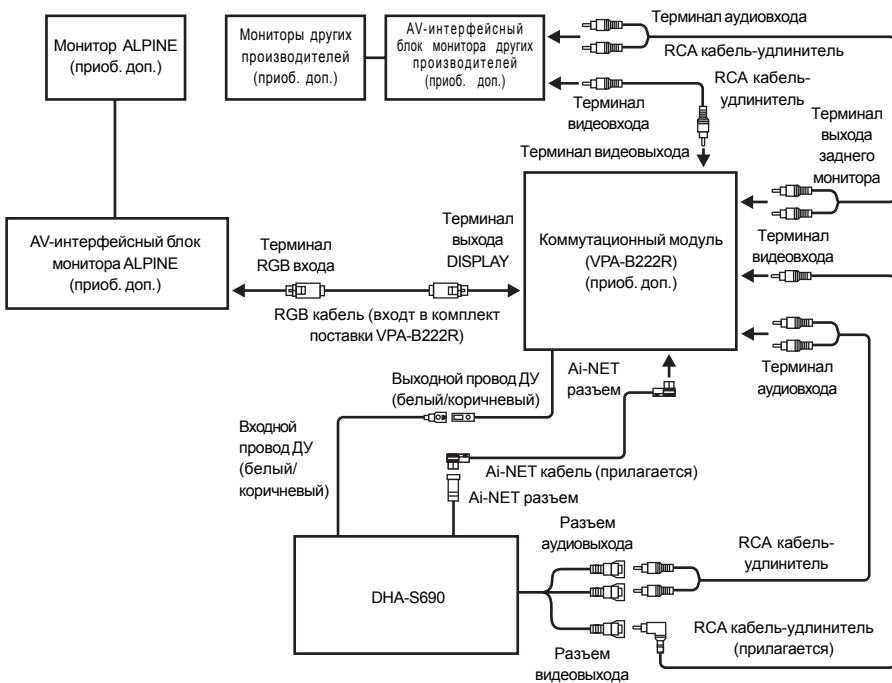 Монитор ALPINE
(приоб. доп.)
Мониторы других
производителей
(приоб. доп.)
AV-интерфейсный
блок монитора других
производителей
(приоб. доп.)
Терминал аудиовхода
RCA кабель-удлинитель
RCA кабель-
удлинитель
Терминал
видеовхода
Терминал видеовыхода
Терминал
выхода
заднего
монитора
AV-интерфейсный блок
монитора ALPINE
(приоб. доп.)
Терминал
RGB входа
Терминал
выхода
DISPLAY
Коммутационный модуль
(VPA-B222R)
(приоб. доп.)
Терминал
видеовхода
RGB кабель (входт в комплект
поставки VPA-B222R)
Терминал
аудиовхода
Выходной провод ДУ
(белый/коричневый)
Ai-NET
разъем
Входной
провод ДУ
(белый/
коричневый)
Ai-NET кабель (прилагается)
Ai-NET разъем
Разъем
аудиовыхода
RCA кабель-
удлинитель
DHA-S690
RCA кабель-удлинитель
(прилагается)
Разъем
видеовыхода